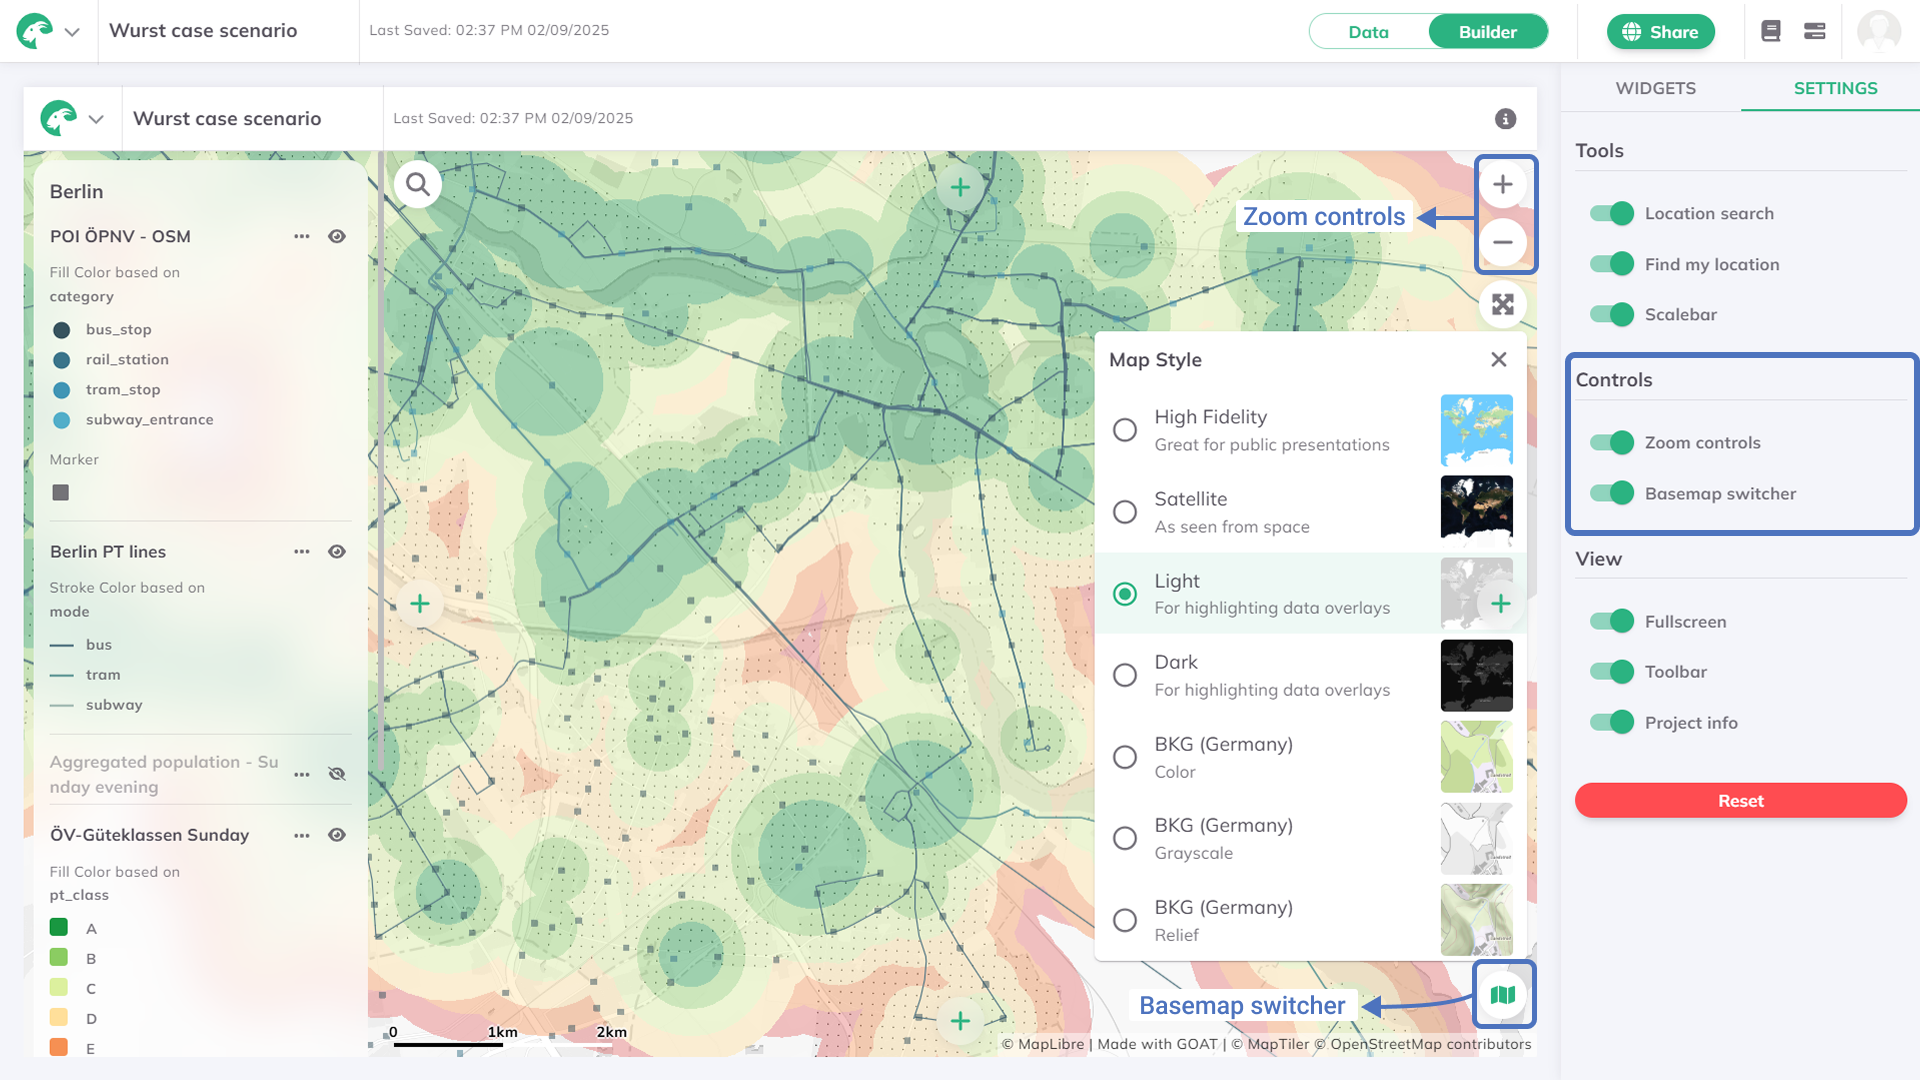 Wurst case scenario
Last Saved: 02:37 PM 02/09/2025
Data
Builder
Share
Wurst case scenario
Last Saved: 02:37 PM 02/09/2025
WIDGETS
SETTINGS
Berlin
POI ÖPNV - OSM
Fill Color based on
category
bus_stop
rail_station
tram_stop
subway_entrance
Marker
Berlin PT lines
Stroke Color based on
mode
bus
tram
subway
Aggregated population - Su
nday evening
ÖV-Güteklassen Sunday
Fill Color based on
pt_class
A
B
C
D
E
Zoom controls
Map Style
High Fidelity
Great for public presentations
Satellite
As seen from space
Light
For highlighting data overlays
Dark
For highlighting data overlays
BKG (Germany)
Color
BKG (Germany)
Grayscale
BKG (Germany)
Relief
Basemap switcher
0
1km
2km
© MapLibre | Made with GOAT | © MapTiler © OpenStreetMap contributors
Tools
Location search
Find my location
Scalebar
Controls
Zoom controls
Basemap switcher
View
Fullscreen
Toolbar
Project info
Reset